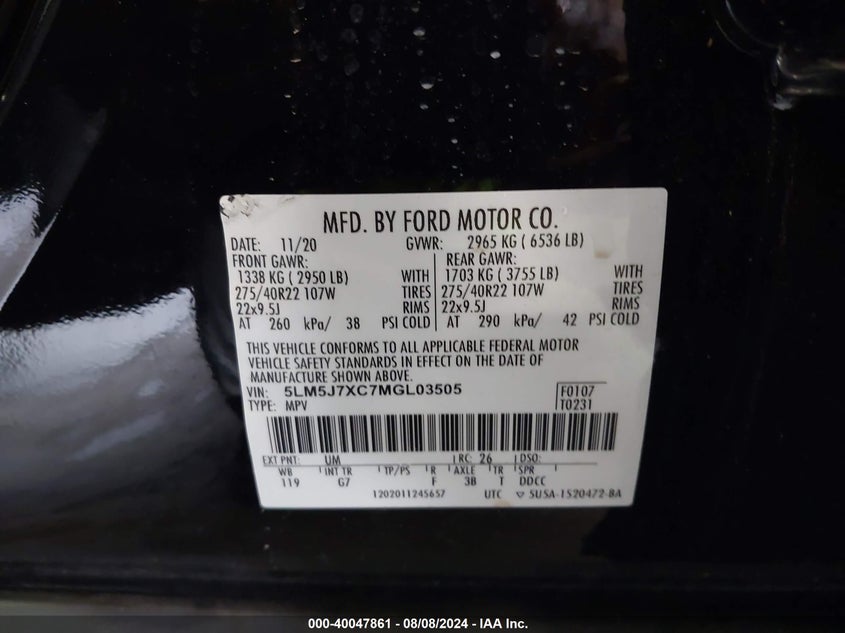 MFD. BY FORD MOTOR CO.
DATE: 11/20 GVWR: 2965 KG ( 6536 LB)
FRONT GAWR: REAR GAWR:
1338 KG ( 2950 LB) WITH 1703 KG ( 3755 LB) WITH
275/40R22 107W TIRES 275/40R22 107W TIRES
22x9.5J RIMS 22x9.5J RIMS
AT 260 kPa/ 38 PSI COLD AT 290 kPa/ 42 PSI COLD
THIS VEHICLE CONFORMS TO ALL APPLICABLE FEDERAL MOTOR
VEHICLE SAFETY STANDARDS IN EFFECT ON THE DATE OF
MANUFACTURE SHOWN ABOVE.
VIN: 5LM5J7XC7MGL03505 F0107
TYPE: MPV T0231
EXT PNT: UM RC: 26 DSO:
WB INT TR TP/PS R AXLE TR SPR
119 G7 F 3B T DDCC
1202011245657 UTC ▽ 5USA-1520472-BA
000-40047861 - 08/08/2024 - IAA Inc.